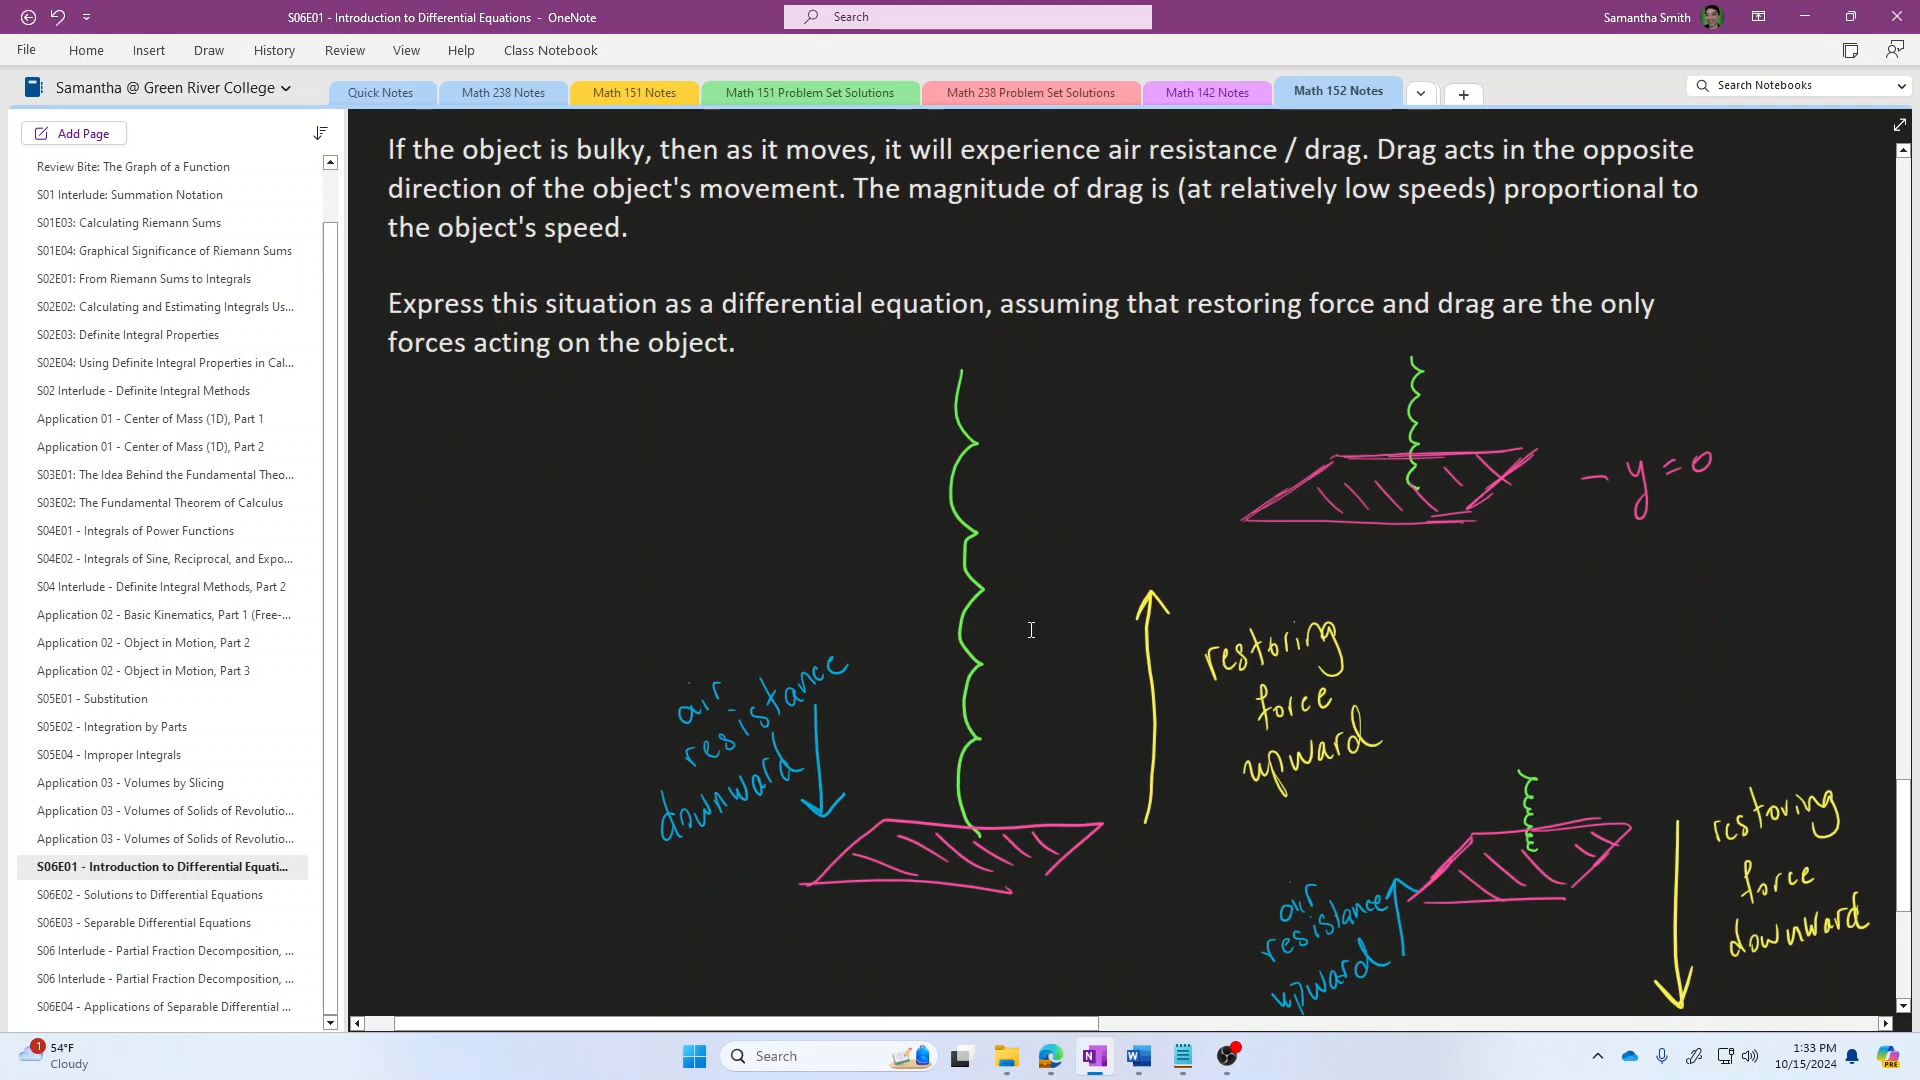 S06E01 - Introduction to Differential Equations - OneNote
Search
Samantha Smith
File Home Insert Draw History Review View Help Class Notebook
Samantha @ Green River College
Quick Notes
Math 238 Notes
Math 151 Notes
Math 151 Problem Set Solutions
Math 238 Problem Set Solutions
Math 142 Notes
Math 152 Notes
Search Notebooks
Add Page
Review Bite: The Graph of a Function
S01 Interlude: Summation Notation
S01E03: Calculating Riemann Sums
S01E04: Graphical Significance of Riemann Sums
S02E01: From Riemann Sums to Integrals
S02E02: Calculating and Estimating Integrals Us...
S02E03: Definite Integral Properties
S02E04: Using Definite Integral Properties in Cal...
S02 Interlude - Definite Integral Methods
Application 01 - Center of Mass (1D), Part 1
Application 01 - Center of Mass (1D), Part 2
S03E01: The Idea Behind the Fundamental Theo...
S03E02: The Fundamental Theorem of Calculus
S04E01 - Integrals of Power Functions
S04E02 - Integrals of Sine, Reciprocal, and Expo...
S04 Interlude - Definite Integral Methods, Part 2
Application 02 - Basic Kinematics, Part 1 (Free-...
Application 02 - Object in Motion, Part 2
Application 02 - Object in Motion, Part 3
S05E01 - Substitution
S05E02 - Integration by Parts
S05E04 - Improper Integrals
Application 03 - Volumes by Slicing
Application 03 - Volumes of Solids of Revolutio...
Application 03 - Volumes of Solids of Revolutio...
S06E01 - Introduction to Differential Equati...
S06E02 - Solutions to Differential Equations
S06E03 - Separable Differential Equations
S06 Interlude - Partial Fraction Decomposition, ...
S06 Interlude - Partial Fraction Decomposition, ...
S06E04 - Applications of Separable Differential ...
If the object is bulky, then as it moves, it will experience air resistance / drag. Drag acts in the opposite
direction of the object's movement. The magnitude of drag is (at relatively low speeds) proportional to
the object's speed.
Express this situation as a differential equation, assuming that restoring force and drag are the only
forces acting on the object.
- y = 0
restoring
force
upward
air
resistance
downward
restoring
force
downward
air
resistance
upward
1
54°F
Cloudy
Search
1:33 PM
10/15/2024
PRE